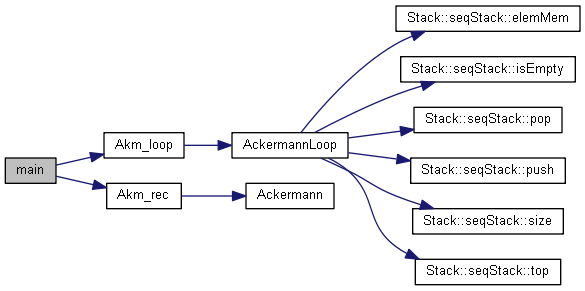 main
Akm_loop
Akm_rec
AckermannLoop
Ackermann
Stack::seqStack::elemMem
Stack::seqStack::isEmpty
Stack::seqStack::pop
Stack::seqStack::push
Stack::seqStack::size
Stack::seqStack::top